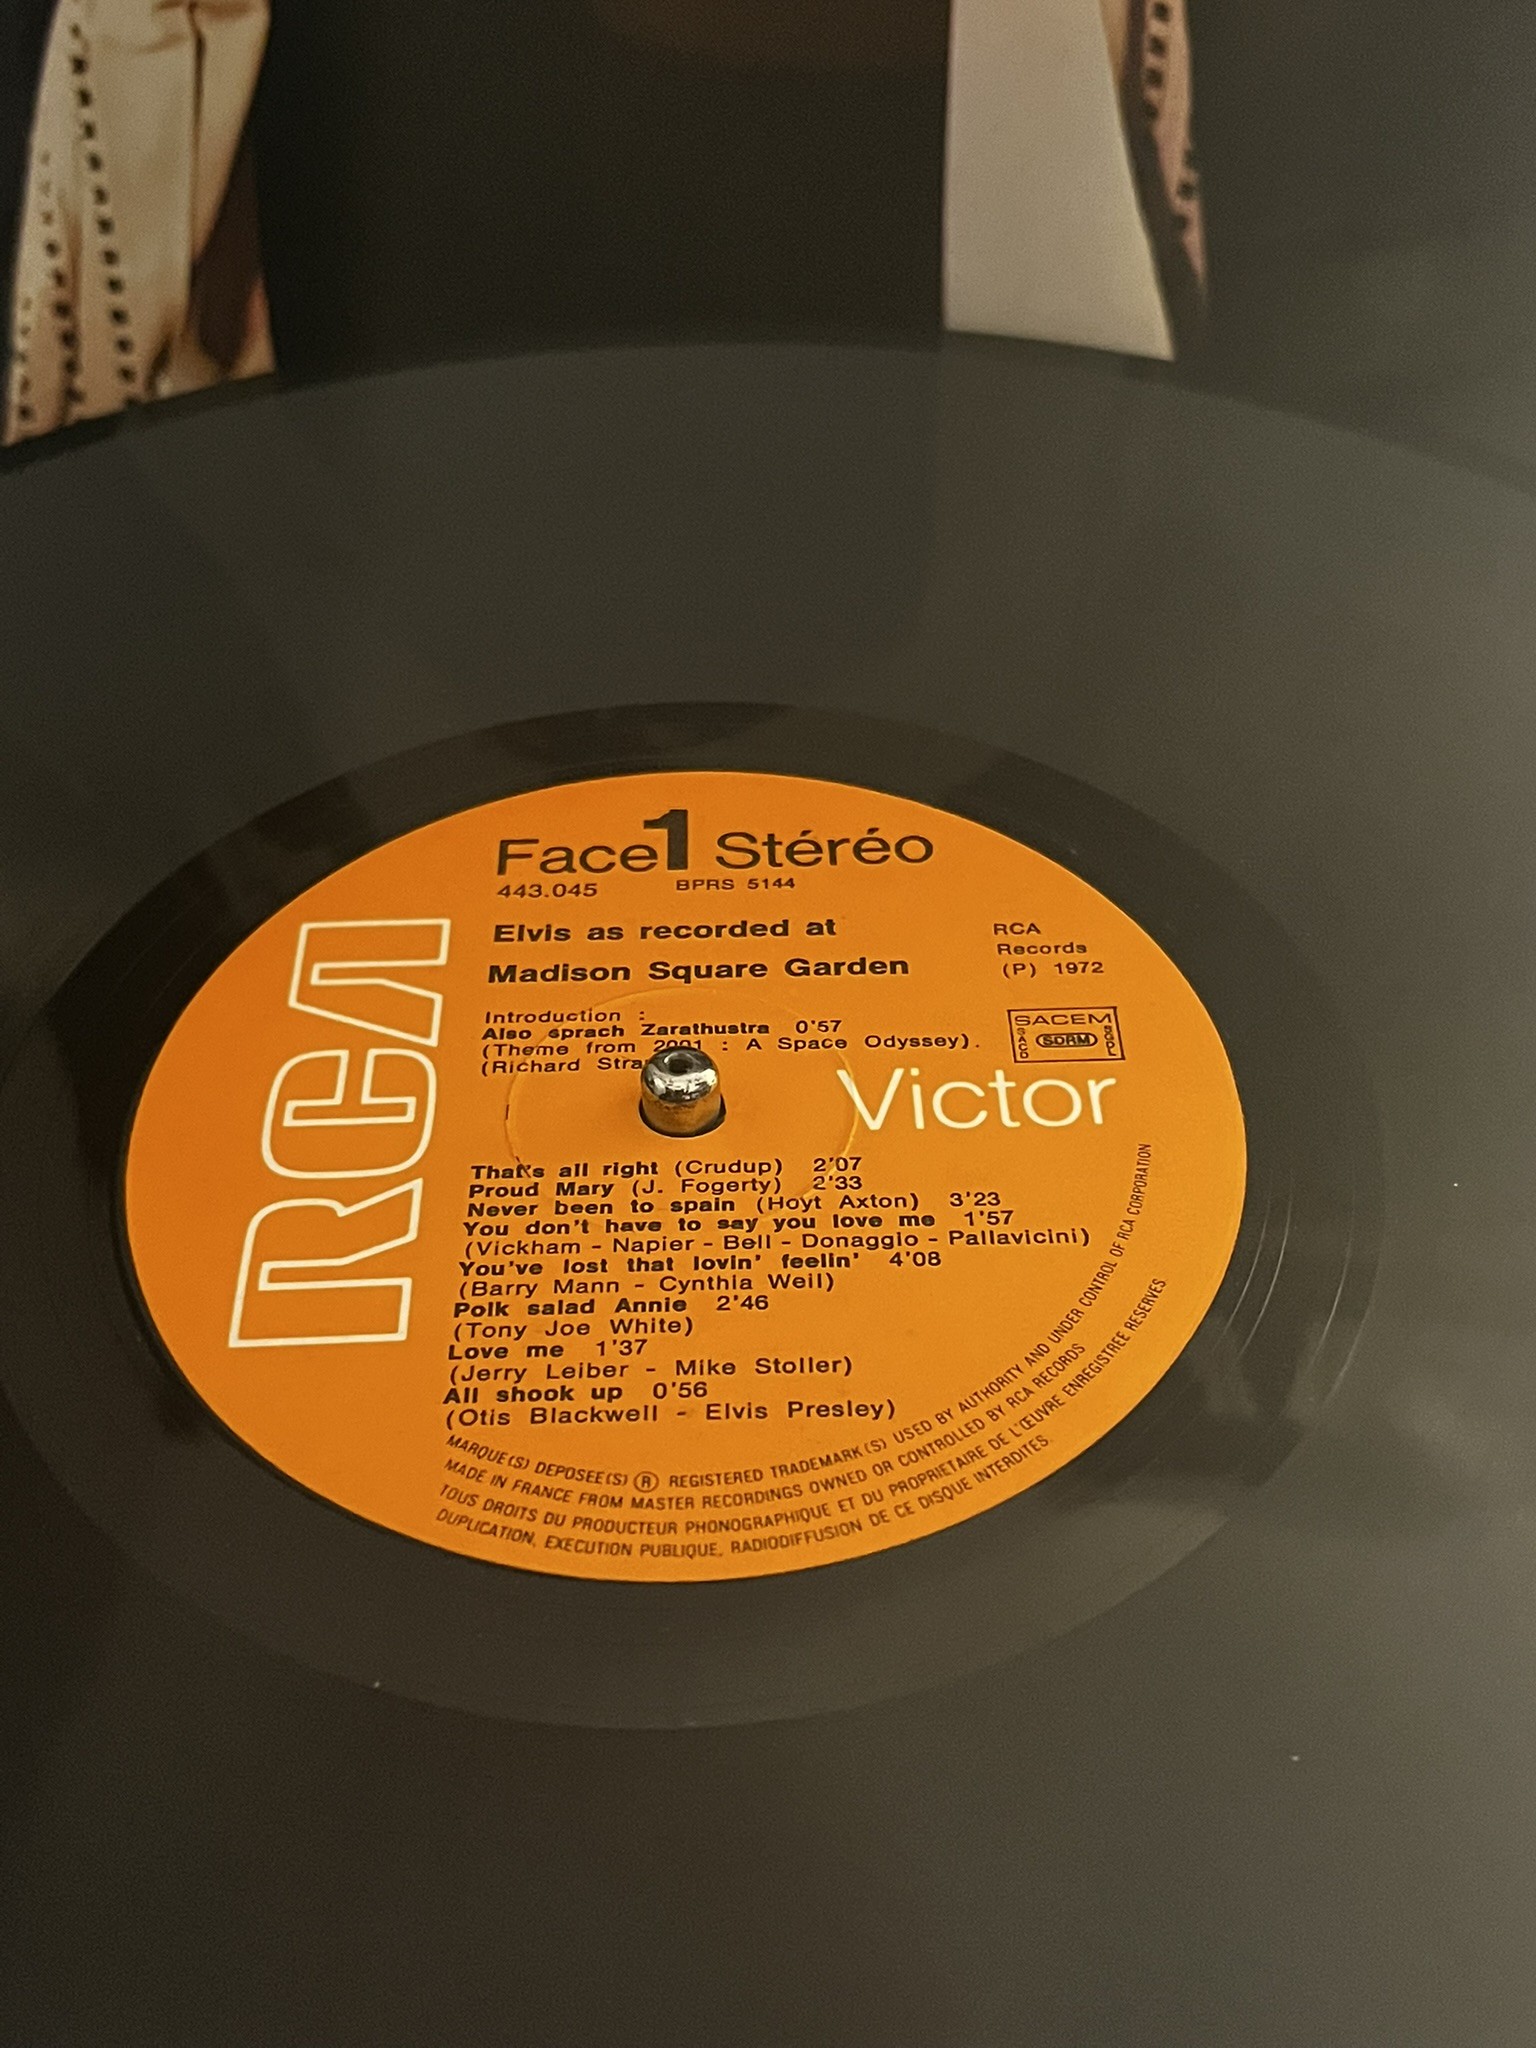 Face 1 Stéréo
443.045 BPRS 5144
Elvis as recorded at
Madison Square Garden
RCA
Records
(P) 1972
Introduction :
Also sprach Zarathustra 0'57
(Theme from 2001 : A Space Odyssey).
(Richard
SACEM
SACD SDRM SGDL
RCA
Victor
That's all right (Crudup) 2'07
Proud Mary (J. Fogerty) 2'33
Never been to spain (Hoyt Axton) 3'23
You don't have to say you love me 1'57
(Vickham - Napier - Bell - Donaggio - Pallavicini)
You've lost that lovin' feelin' 4'08
(Barry Mann - Cynthia Weil)
Polk salad Annie 2'46
(Tony Joe White)
Love me 1'37
(Jerry Leiber - Mike Stoller)
All shook up 0'56
(Otis Blackwell - Elvis Presley)
MARQUE(S) DEPOSEE(S) ® REGISTERED TRADEMARK(S) USED BY AUTHORITY AND UNDER CONTROL OF RCA CORPORATION
MADE IN FRANCE FROM MASTER RECORDINGS OWNED OR CONTROLLED BY RCA RECORDS
TOUS DROITS DU PRODUCTEUR PHONOGRAPHIQUE ET DU PROPRIETAIRE DE L'ŒUVRE ENREGISTREE RESERVES.
DUPLICATION, EXECUTION PUBLIQUE, RADIODIFFUSION DE CE DISQUE INTERDITES.